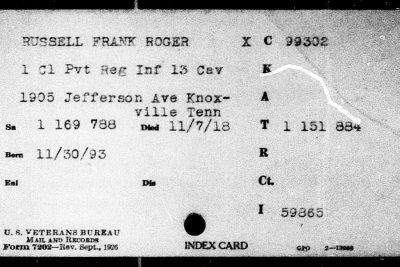 RUSSELL FRANK ROGER X C 99302
1 Cl Pvt Reg Inf 13 Cav K
1905 Jefferson Ave Knox- A
ville Tenn
Sn 1 169 788 Died 11/7/18 T 1 151 884
Born 11/30/93 R
Enl Dis Ct.
I 59865
U. S. VETERANS BUREAU
MAIL AND RECORDS
Form 7202—Rev. Sept., 1926 INDEX CARD GPO